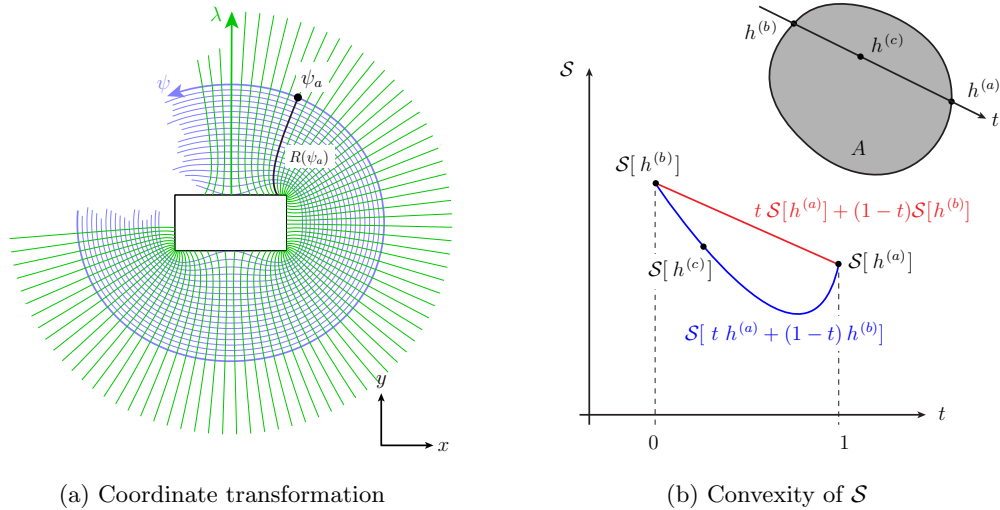 λ
ψ
ψ_a
R(ψ_a)
y
x
(a) Coordinate transformation
h^{(b)}
h^{(c)}
h^{(a)}
t
A
𝒮
𝒮[ h^{(b)}]
t 𝒮[h^{(a)}] + (1 − t)𝒮[h^{(b)}]
𝒮[ h^{(c)}]
𝒮[ h^{(a)}]
𝒮[ t h^{(a)} + (1 − t) h^{(b)}]
t
0
1
(b) Convexity of 𝒮